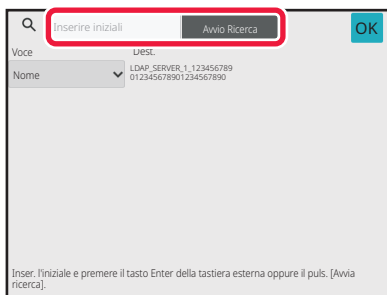 Inserire iniziali Avvio Ricerca OK
Voce Dest.
Nome LDAP_SERVER_1_123456789
012345678901234567890
Inser. l'iniziale e premere il tasto Enter della tastiera esterna oppure il puls. [Avvia
ricerca].